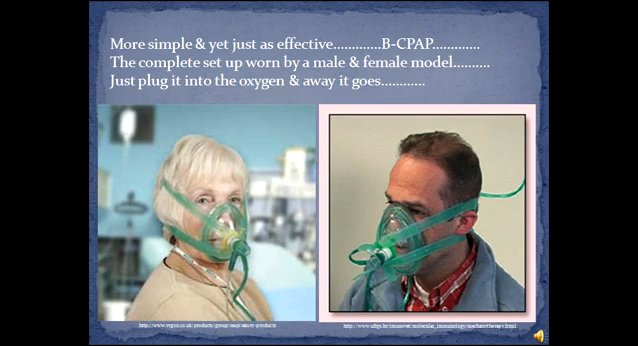 More simple & yet just as effective.............B-CPAP.............
The complete set up worn by a male & female model..........
Just plug it into the oxygen & away it goes............